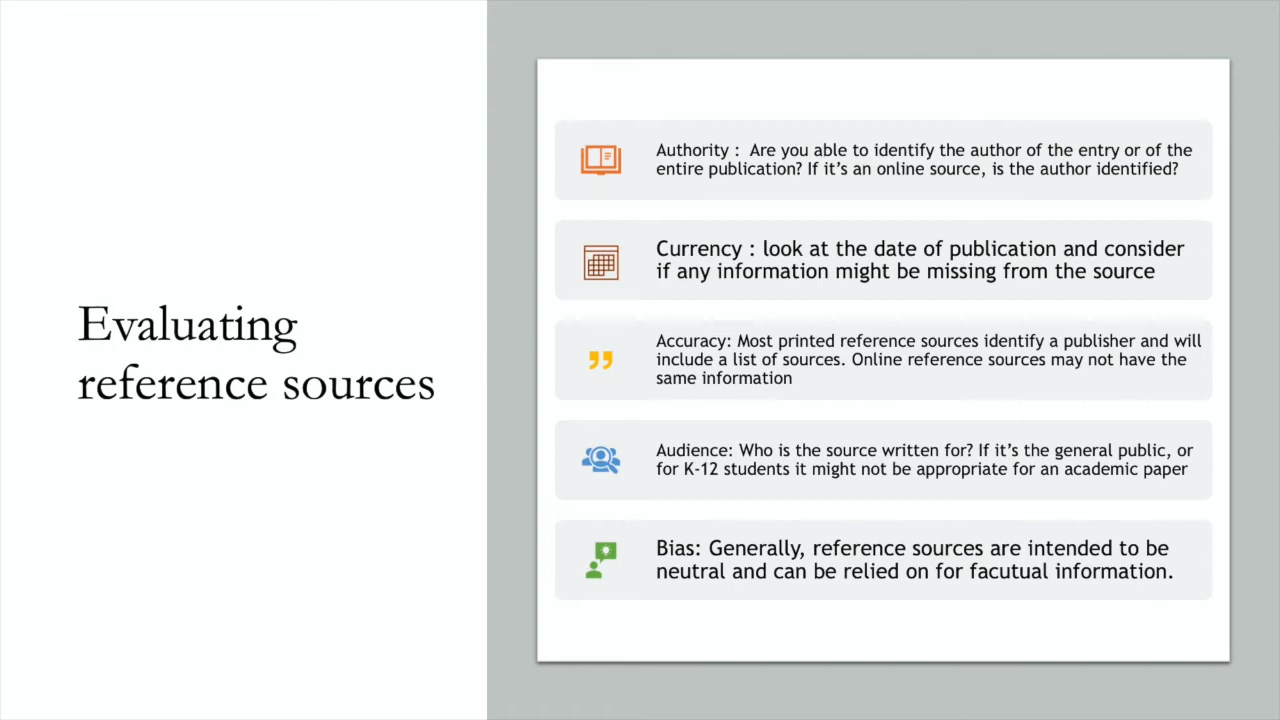 Evaluating
reference sources
Authority :  Are you able to identify the author of the entry or of the
entire publication? If it’s an online source, is the author identified?
Currency : look at the date of publication and consider
if any information might be missing from the source
Accuracy: Most printed reference sources identify a publisher and will
include a list of sources. Online reference sources may not have the
same information
Audience: Who is the source written for? If it’s the general public, or
for K-12 students it might not be appropriate for an academic paper
Bias: Generally, reference sources are intended to be
neutral and can be relied on for facutual information.